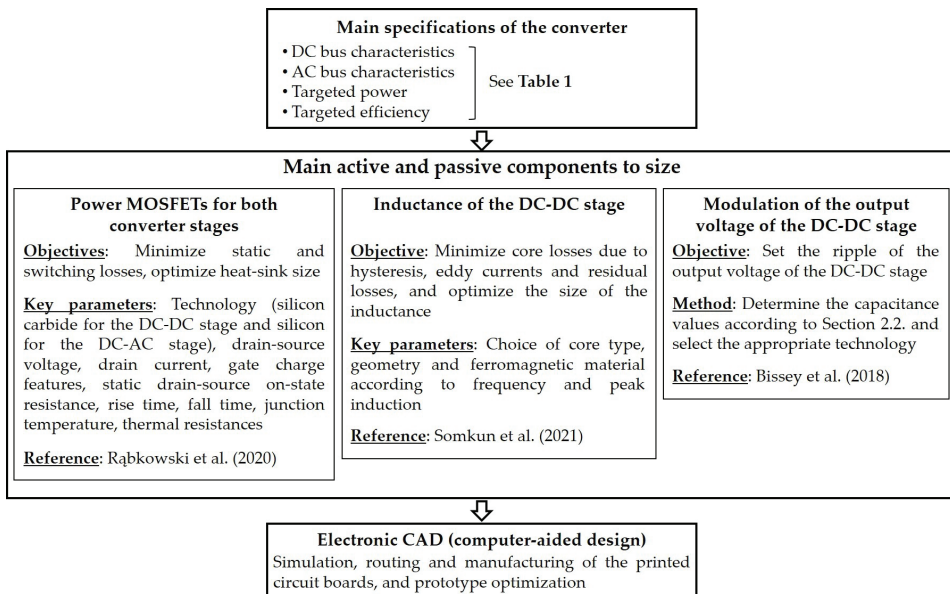 Main specifications of the converter
• DC bus characteristics
• AC bus characteristics
• Targeted power
• Targeted efficiency
See Table 1
Main active and passive components to size
Power MOSFETs for both
converter stages
Objectives: Minimize static and
switching losses, optimize heat-sink size
Key parameters: Technology (silicon
carbide for the DC-DC stage and silicon
for the DC-AC stage), drain-source
voltage, drain current, gate charge
features, static drain-source on-state
resistance, rise time, fall time, junction
temperature, thermal resistances
Reference: Rąbkowski et al. (2020)
Inductance of the DC-DC stage
Objective: Minimize core losses due to
hysteresis, eddy currents and residual
losses, and optimize the size of the
inductance
Key parameters: Choice of core type,
geometry and ferromagnetic material
according to frequency and peak
induction
Reference: Somkun et al. (2021)
Modulation of the output
voltage of the DC-DC stage
Objective: Set the ripple of the
output voltage of the DC-DC stage
Method: Determine the capacitance
values according to Section 2.2. and
select the appropriate technology
Reference: Bissey et al. (2018)
Electronic CAD (computer-aided design)
Simulation, routing and manufacturing of the printed
circuit boards, and prototype optimization